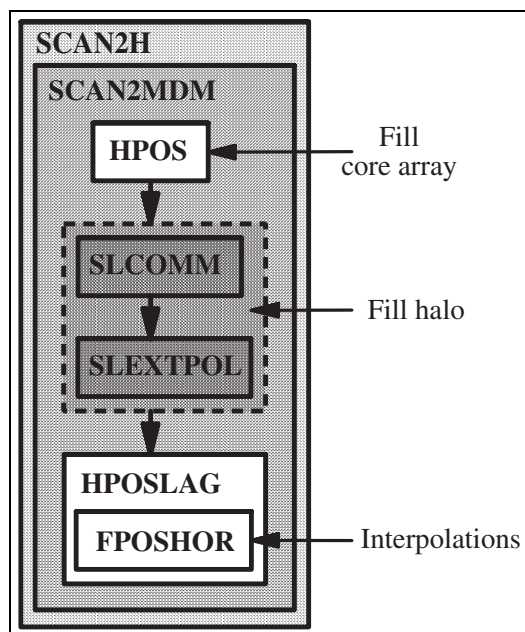 SCAN2H
SCAN2MDM
HPOS
Fill
core array
SLCOMM
Fill halo
SLEXTPOL
HPOSLAG
FPOSHOR
Interpolations